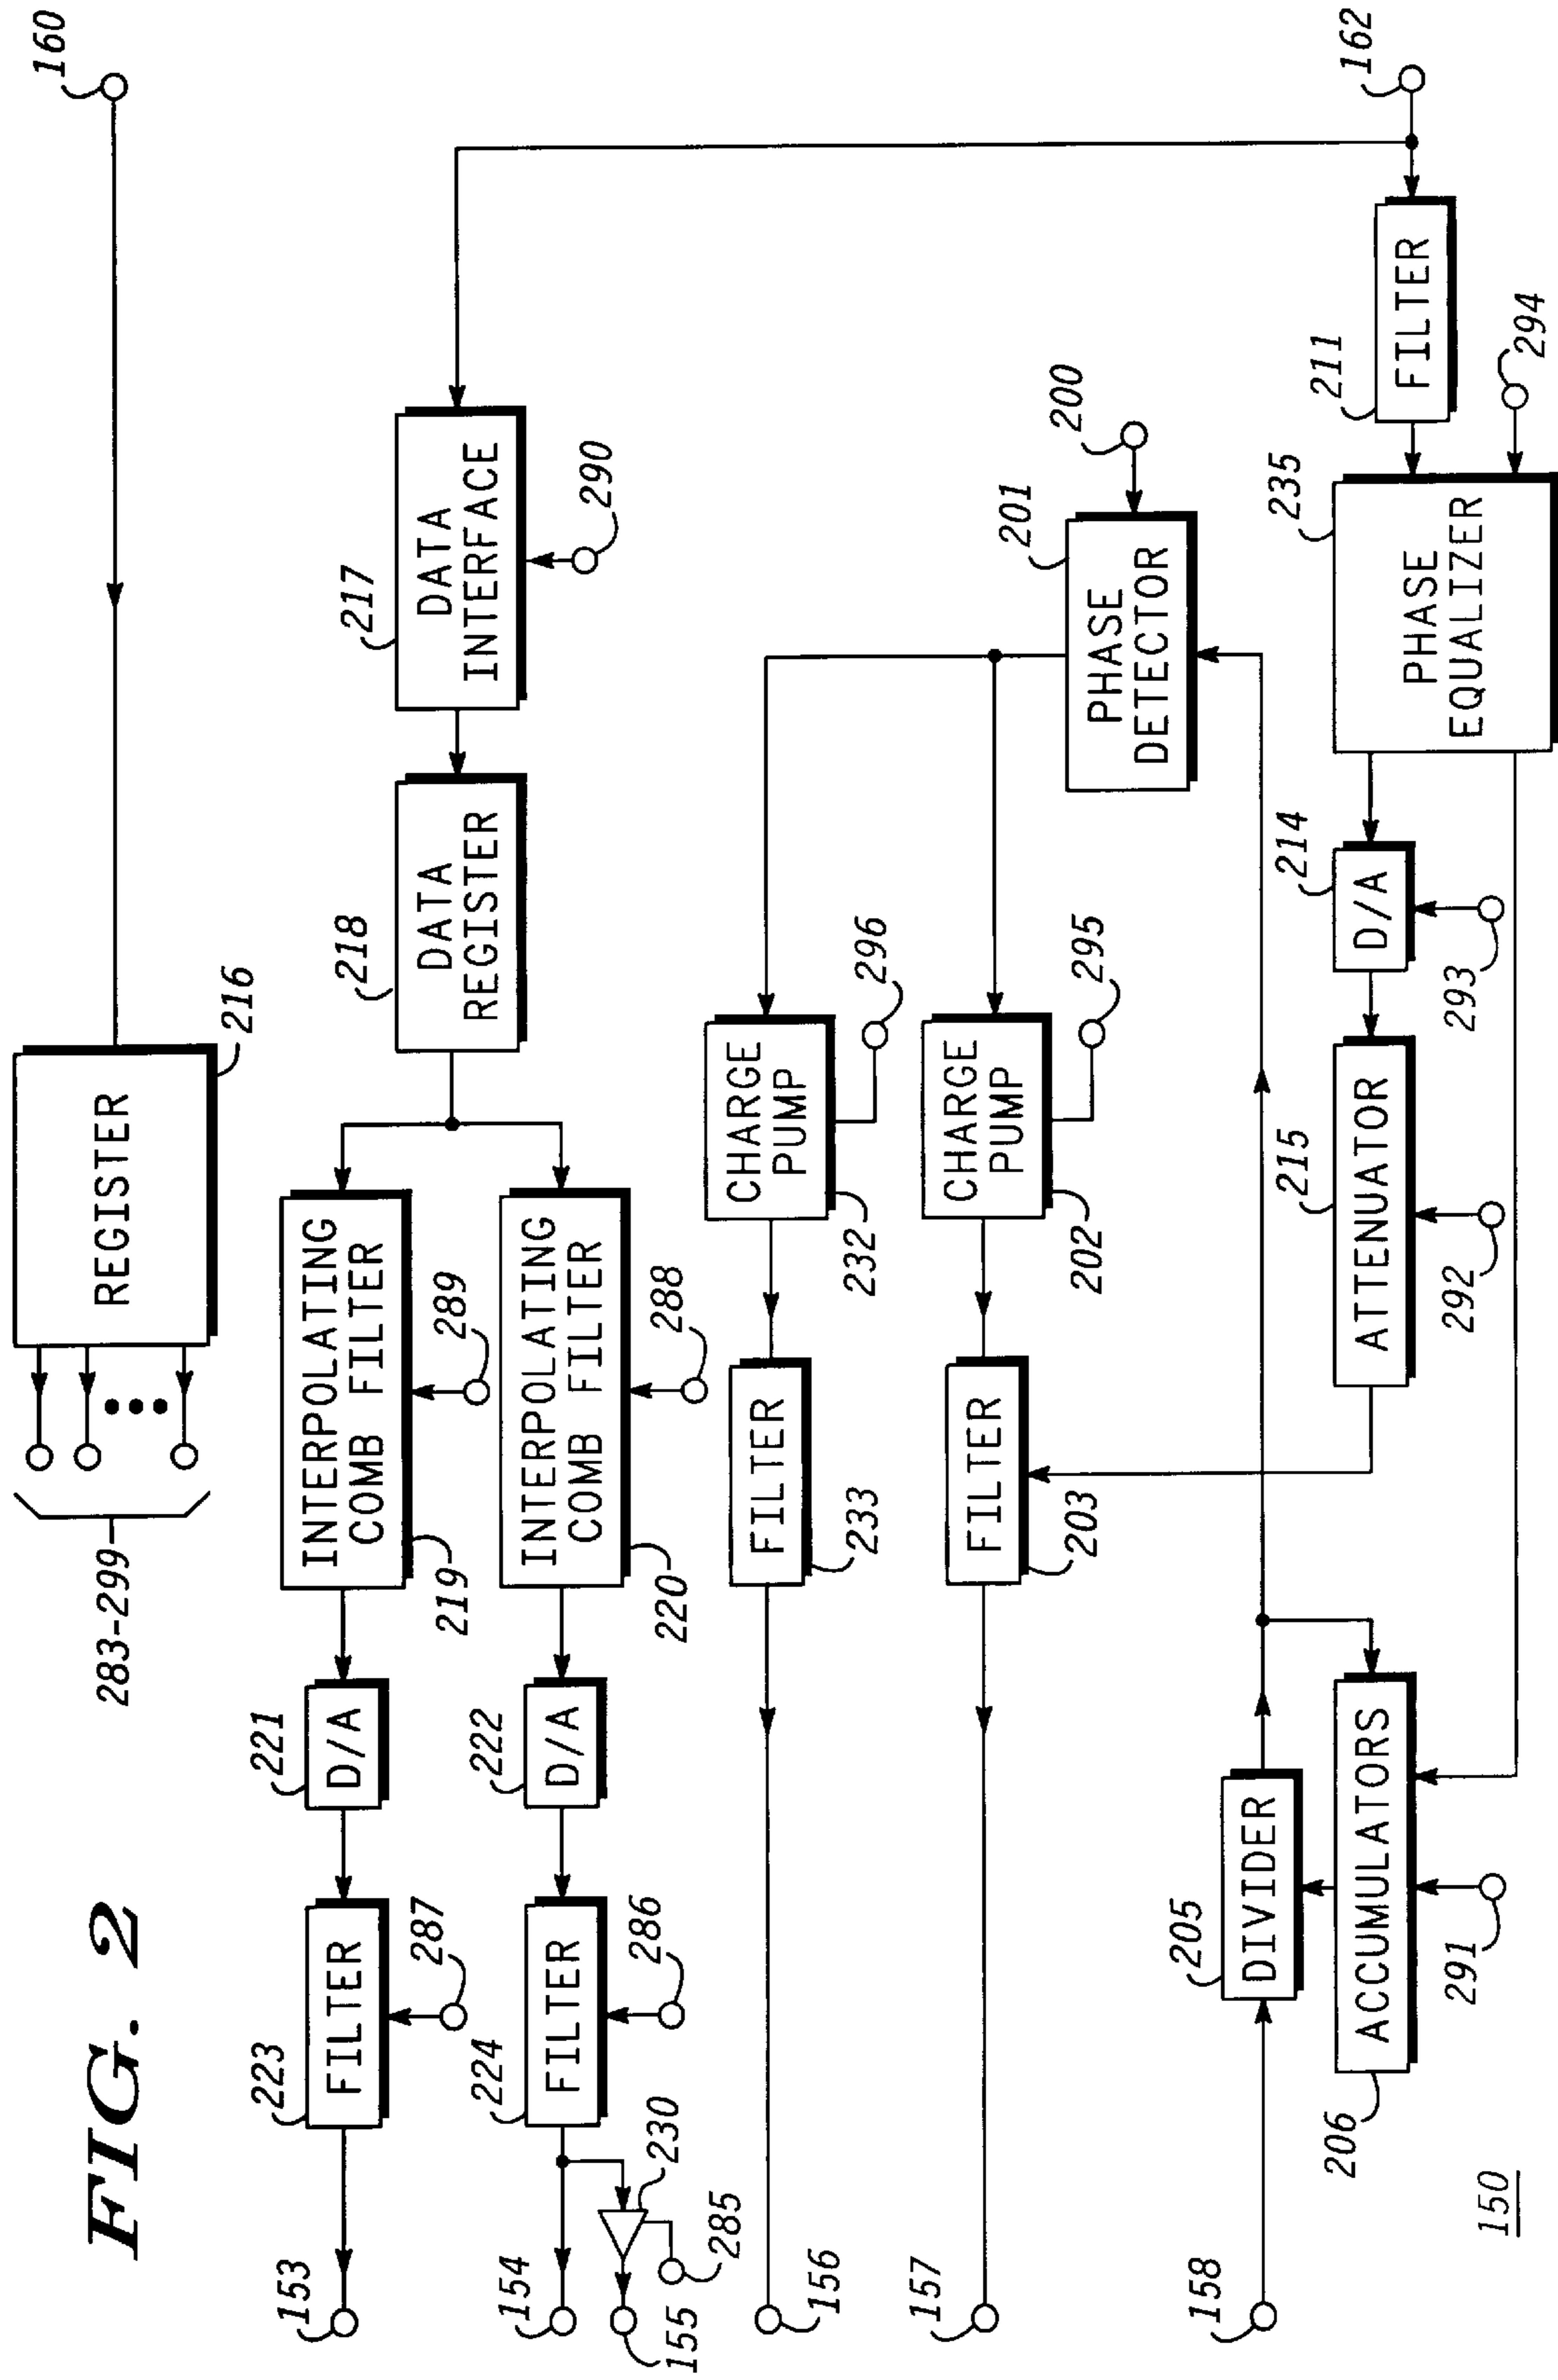 FIG. 2
160
REGISTER
216
283-299
153
223
FILTER
287
221
D/A
INTERPOLATING
COMB FILTER
219
289
218
DATA
REGISTER
217
DATA
INTERFACE
290
154
224
FILTER
286
222
D/A
INTERPOLATING
COMB FILTER
220
288
230
155
285
156
FILTER
233
CHARGE
PUMP
232
296
157
FILTER
203
CHARGE
PUMP
202
295
201
PHASE
DETECTOR
200
158
205
DIVIDER
206
ACCUMULATORS
291
215
ATTENUATOR
292
214
D/A
293
235
PHASE
EQUALIZER
294
211
FILTER
162
150